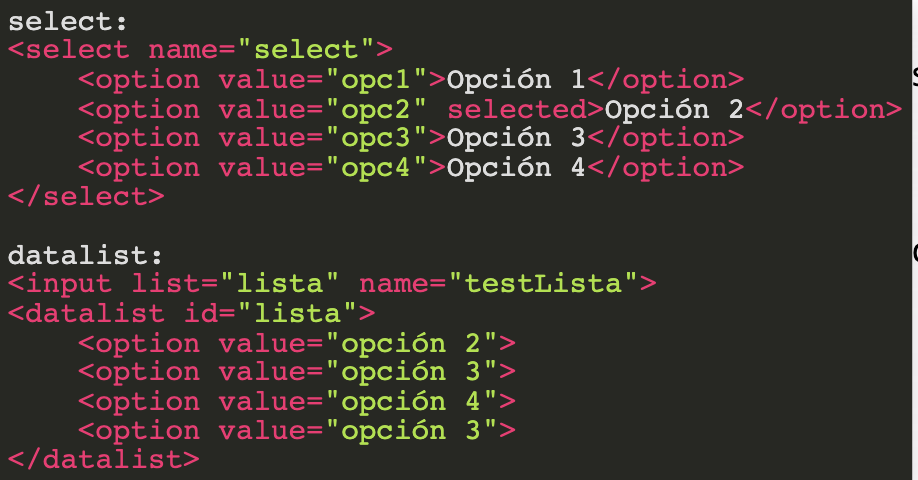 select:
<select name="select">
    <option value="opc1">Opción 1</option>
    <option value="opc2" selected>Opción 2</option>
    <option value="opc3">Opción 3</option>
    <option value="opc4">Opción 4</option>
</select>

datalist:
<input list="lista" name="testLista">
<datalist id="lista">
    <option value="opción 2">
    <option value="opción 3">
    <option value="opción 4">
    <option value="opción 3">
</datalist>